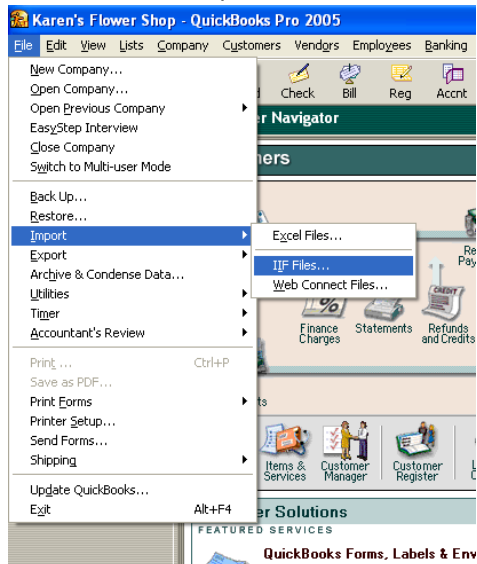 Karen's Flower Shop - QuickBooks Pro 2005
File Edit View Lists Company Customers Vendors Employees Banking
New Company...
Open Company...
Open Previous Company
EasyStep Interview
Close Company
Switch to Multi-user Mode
Back Up...
Restore...
Import
Export
Archive & Condense Data...
Utilities
Timer
Accountant's Review
Print ... Ctrl+P
Save as PDF...
Print Forms
Printer Setup...
Send Forms...
Shipping
Update QuickBooks...
Exit Alt+F4
Check Bill Reg Accnt
er Navigator
ners
Excel Files...
IIF Files...
Web Connect Files...
Re
Pay
CREDIT
Finance Charges
Statements
Refunds and Credits
ts
Items & Services
Customer Manager
Customer Register
er Solutions
FEATURED SERVICES
QuickBooks Forms, Labels & Env